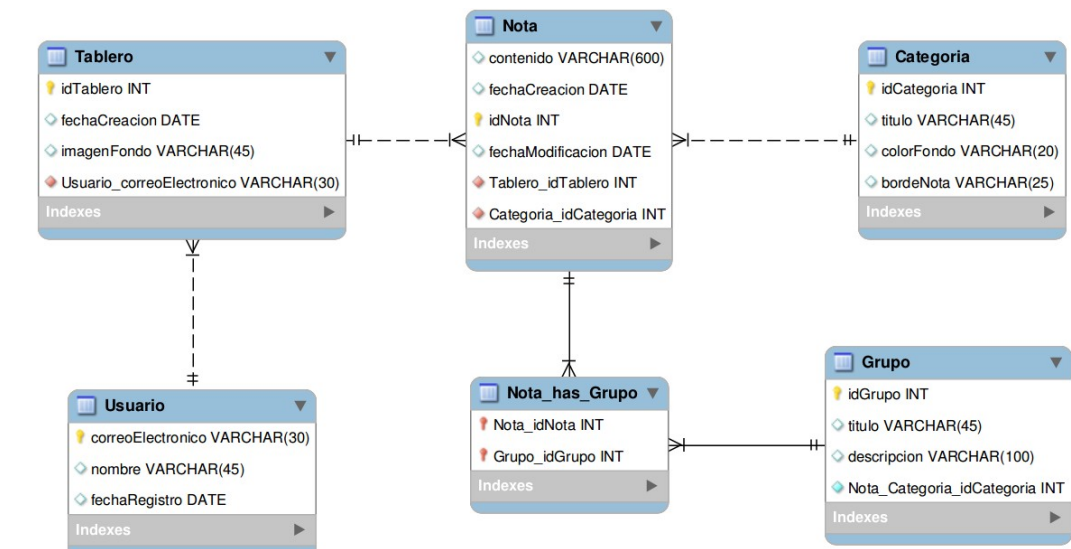 Tablero
idTablero INT
fechaCreacion DATE
imagenFondo VARCHAR(45)
Usuario_correoElectronico VARCHAR(30)
Indexes
Nota
contenido VARCHAR(600)
fechaCreacion DATE
idNota INT
fechaModificacion DATE
Tablero_idTablero INT
Categoria_idCategoria INT
Indexes
Categoria
idCategoria INT
titulo VARCHAR(45)
colorFondo VARCHAR(20)
bordeNota VARCHAR(25)
Indexes
Usuario
correoElectronico VARCHAR(30)
nombre VARCHAR(45)
fechaRegistro DATE
Indexes
Nota_has_Grupo
Nota_idNota INT
Grupo_idGrupo INT
Indexes
Grupo
idGrupo INT
titulo VARCHAR(45)
descripcion VARCHAR(100)
Nota_Categoria_idCategoria INT
Indexes